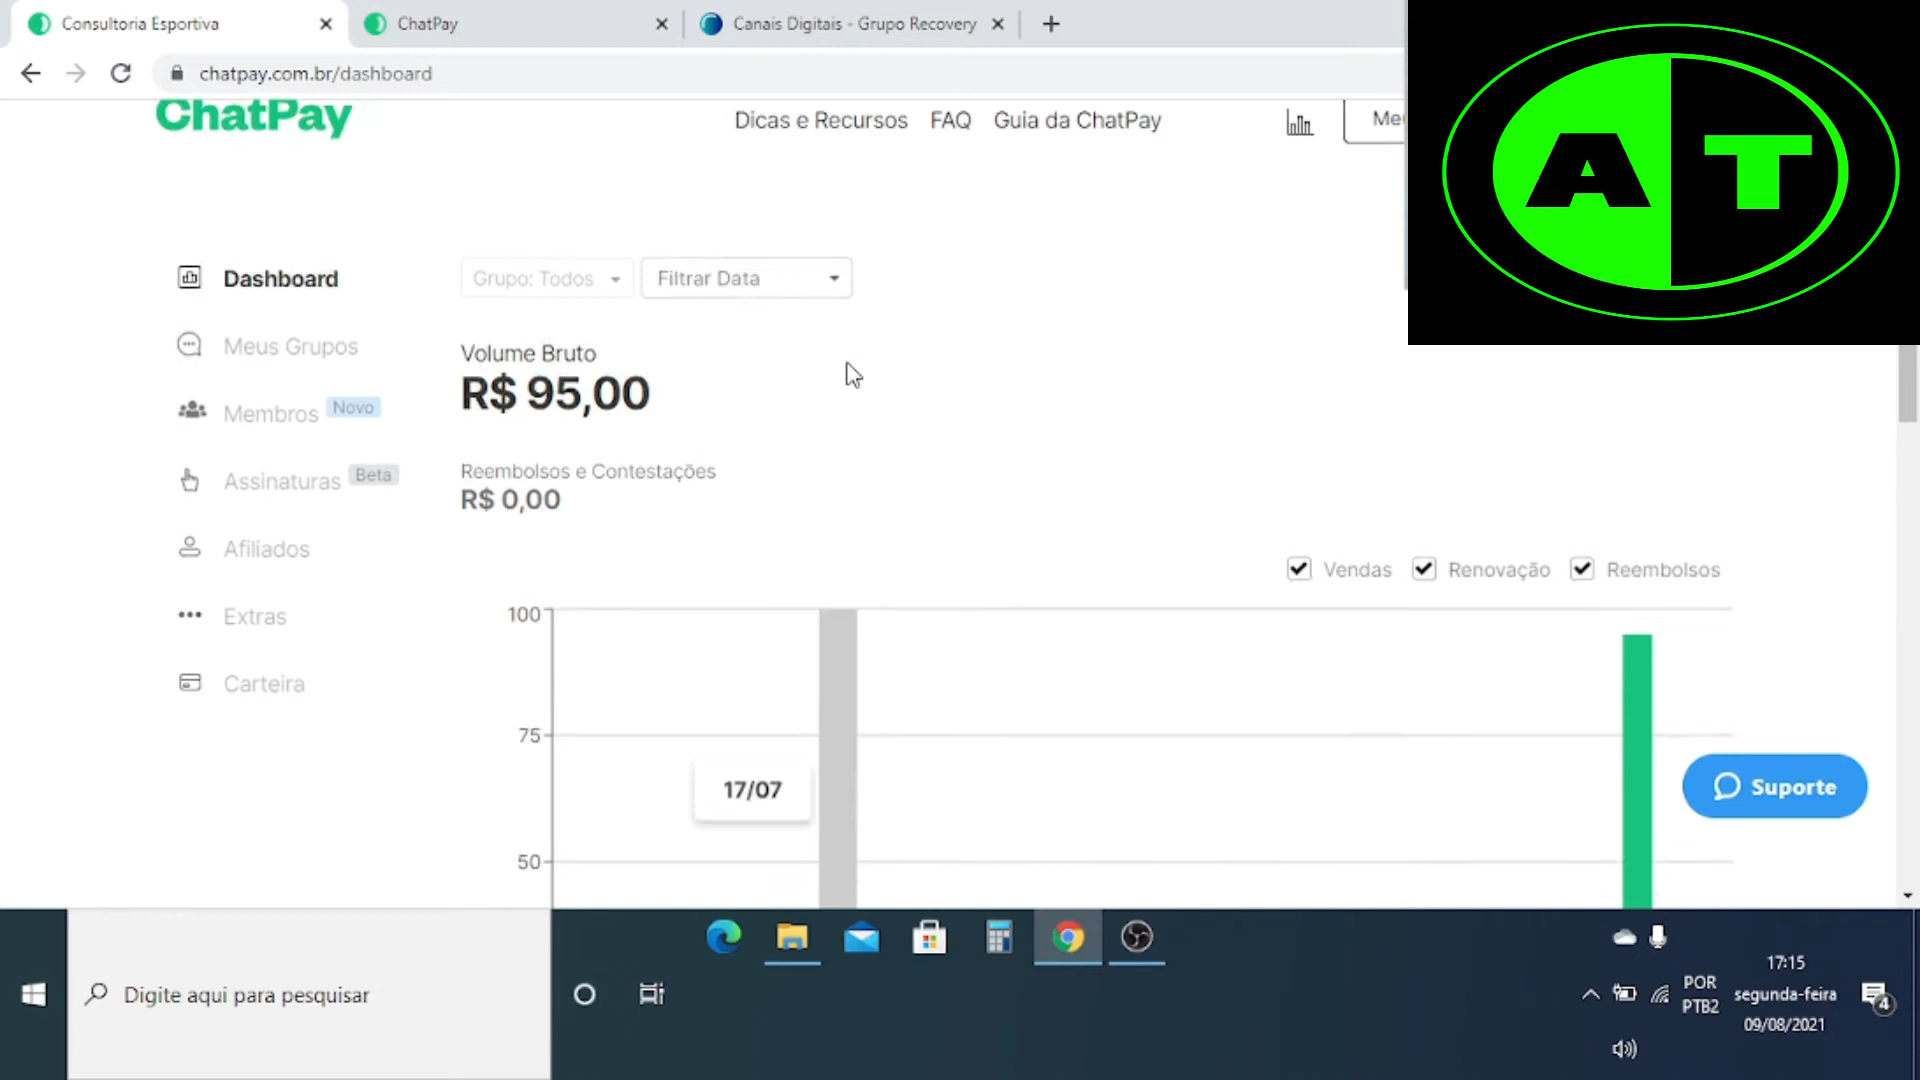 Consultoria Esportiva
ChatPay
Canais Digitais - Grupo Recovery
chatpay.com.br/dashboard
ChatPay
Dicas e Recursos
FAQ
Guia da ChatPay
A T
Dashboard
Grupo: Todos
Filtrar Data
Meus Grupos
Volume Bruto
R$ 95,00
Membros Novo
Assinaturas Beta
Reembolsos e Contestações
R$ 0,00
Afiliados
Vendas
Renovação
Reembolsos
Extras
Carteira
100
75
50
17/07
Suporte
Digite aqui para pesquisar
POR
PTB2
17:15
segunda-feira
09/08/2021
4